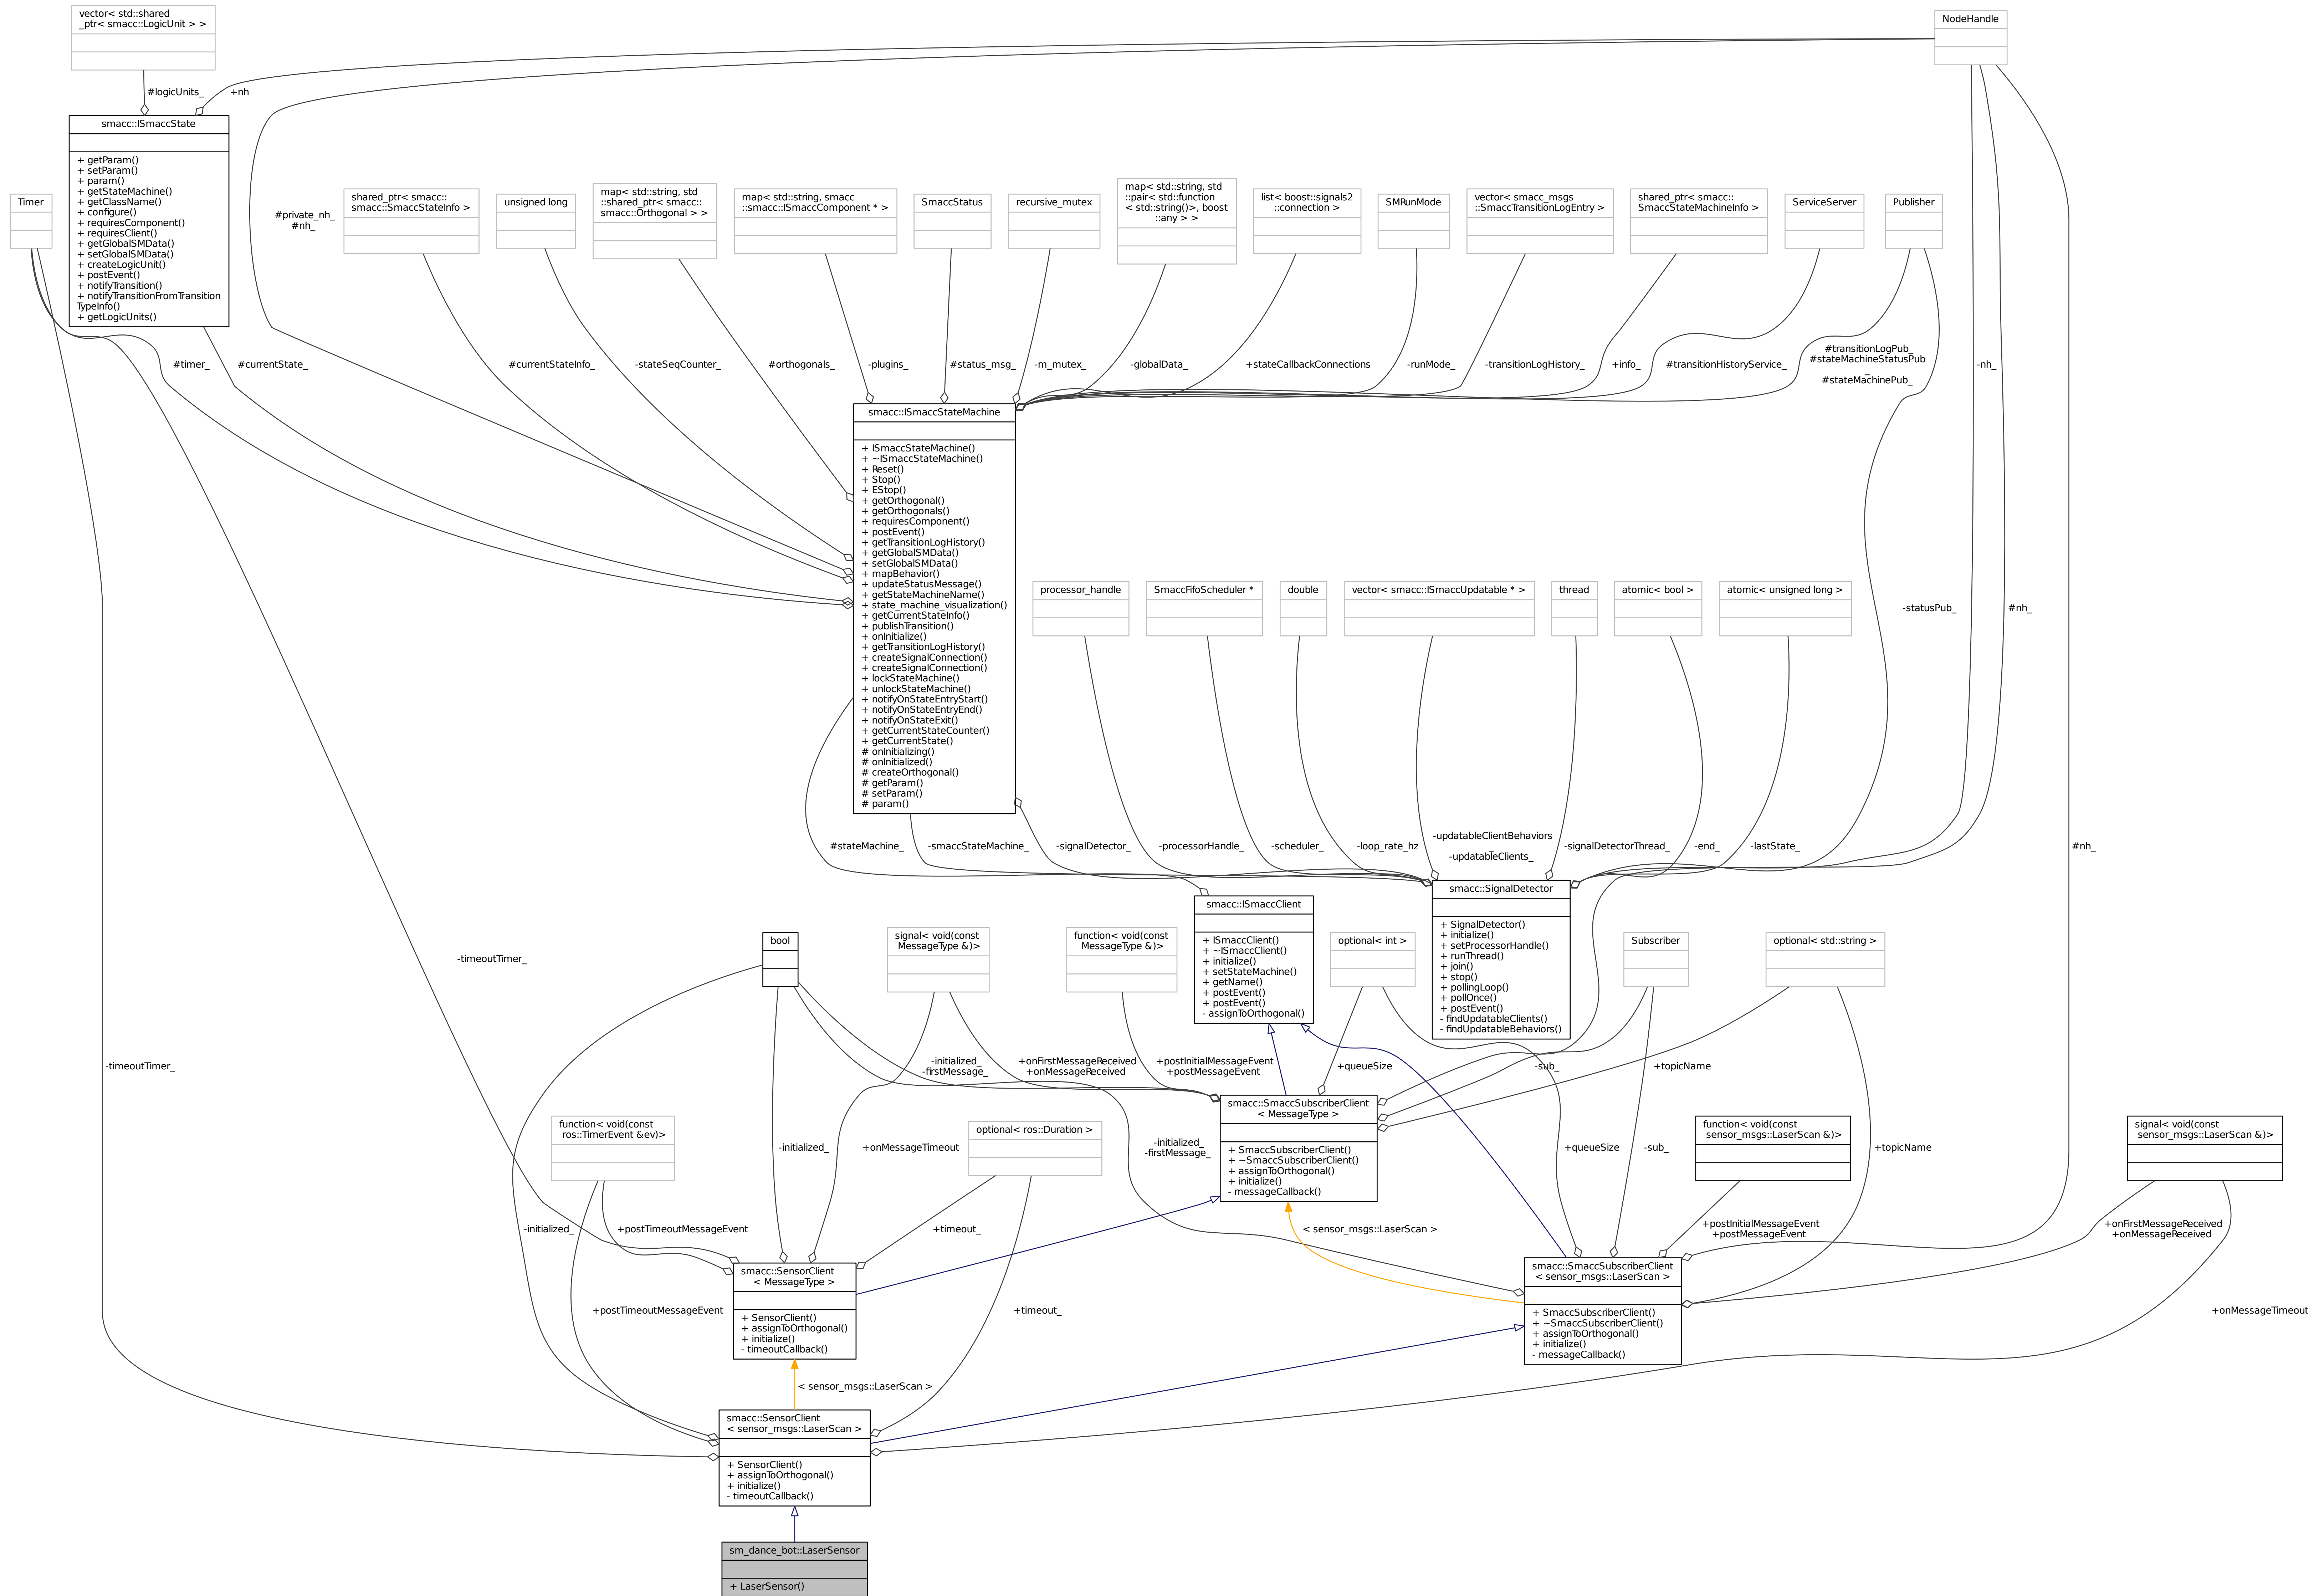 vector< std::shared
_ptr< smacc::LogicUnit > >
NodeHandle
#logicUnits_
+nh
smacc::ISmaccState
+ getParam()
+ setParam()
+ param()
+ getStateMachine()
+ getClassName()
+ configure()
+ requiresComponent()
+ requiresClient()
+ getGlobalSMData()
+ setGlobalSMData()
+ createLogicUnit()
+ postEvent()
+ notifyTransition()
+ notifyTransitionFromTransition
TypeInfo()
+ getLogicUnits()
Timer
#private_nh_
#nh_
shared_ptr< smacc::
smacc::SmaccStateInfo >
unsigned long
map< std::string, std
::shared_ptr< smacc::
smacc::Orthogonal > >
map< std::string, smacc
::smacc::ISmaccComponent * >
SmaccStatus
recursive_mutex
map< std::string, std
::pair< std::function
< std::string()>, boost
::any > >
list< boost::signals2
::connection >
SMRunMode
vector< smacc_msgs
::SmaccTransitionLogEntry >
shared_ptr< smacc::
SmaccStateMachineInfo >
ServiceServer
Publisher
#timer_
#currentState_
#currentStateInfo_
-stateSeqCounter_
#orthogonals_
-plugins_
#status_msg_
-m_mutex_
-globalData_
+stateCallbackConnections
-runMode_
-transitionLogHistory_
+info_
#transitionHistoryService_
#transitionLogPub_
#stateMachineStatusPub
_
#stateMachinePub_
-nh_
smacc::ISmaccStateMachine
+ ISmaccStateMachine()
+ ~ISmaccStateMachine()
+ Reset()
+ Stop()
+ EStop()
+ getOrthogonal()
+ getOrthogonals()
+ requiresComponent()
+ postEvent()
+ getTransitionLogHistory()
+ getGlobalSMData()
+ setGlobalSMData()
+ mapBehavior()
+ updateStatusMessage()
+ getStateMachineName()
+ state_machine_visualization()
+ getCurrentStateInfo()
+ publishTransition()
+ onInitialize()
+ getTransitionLogHistory()
+ createSignalConnection()
+ createSignalConnection()
+ lockStateMachine()
+ unlockStateMachine()
+ notifyOnStateEntryStart()
+ notifyOnStateEntryEnd()
+ notifyOnStateExit()
+ getCurrentStateCounter()
+ getCurrentState()
# onInitializing()
# onInitialized()
# createOrthogonal()
# getParam()
# setParam()
# param()
processor_handle
SmaccFifoScheduler *
double
vector< smacc::ISmaccUpdatable * >
thread
atomic< bool >
atomic< unsigned long >
-statusPub_
#nh_
#stateMachine_
-smaccStateMachine_
-signalDetector_
-processorHandle_
-scheduler_
-loop_rate_hz
-updatableClientBehaviors
_
-updatableClients_
-signalDetectorThread_
-end_
-lastState_
#nh_
smacc::SignalDetector
+ SignalDetector()
+ initialize()
+ setProcessorHandle()
+ runThread()
+ join()
+ stop()
+ pollingLoop()
+ pollOnce()
+ postEvent()
- findUpdatableClients()
- findUpdatableBehaviors()
smacc::ISmaccClient
+ ISmaccClient()
+ ~ISmaccClient()
+ initialize()
+ setStateMachine()
+ getName()
+ postEvent()
+ postEvent()
- assignToOrthogonal()
-timeoutTimer_
bool
signal< void(const
MessageType &)>
function< void(const
MessageType &)>
optional< int >
Subscriber
optional< std::string >
-timeoutTimer_
-initialized_
-firstMessage_
+onFirstMessageReceived
+onMessageReceived
+postInitialMessageEvent
+postMessageEvent
+queueSize
-sub_
+topicName
smacc::SmaccSubscriberClient
< MessageType >
+ SmaccSubscriberClient()
+ ~SmaccSubscriberClient()
+ assignToOrthogonal()
+ initialize()
- messageCallback()
function< void(const
ros::TimerEvent &ev)>
optional< ros::Duration >
-initialized_
+onMessageTimeout
-initialized_
-firstMessage_
+queueSize
-sub_
function< void(const
sensor_msgs::LaserScan &)>
+topicName
signal< void(const
sensor_msgs::LaserScan &)>
-initialized_
+postTimeoutMessageEvent
+timeout_
< sensor_msgs::LaserScan >
+postInitialMessageEvent
+postMessageEvent
+onFirstMessageReceived
+onMessageReceived
smacc::SensorClient
< MessageType >
+ SensorClient()
+ assignToOrthogonal()
+ initialize()
- timeoutCallback()
smacc::SmaccSubscriberClient
< sensor_msgs::LaserScan >
+ SmaccSubscriberClient()
+ ~SmaccSubscriberClient()
+ assignToOrthogonal()
+ initialize()
- messageCallback()
+postTimeoutMessageEvent
+timeout_
+onMessageTimeout
< sensor_msgs::LaserScan >
smacc::SensorClient
< sensor_msgs::LaserScan >
+ SensorClient()
+ assignToOrthogonal()
+ initialize()
- timeoutCallback()
sm_dance_bot::LaserSensor
+ LaserSensor()